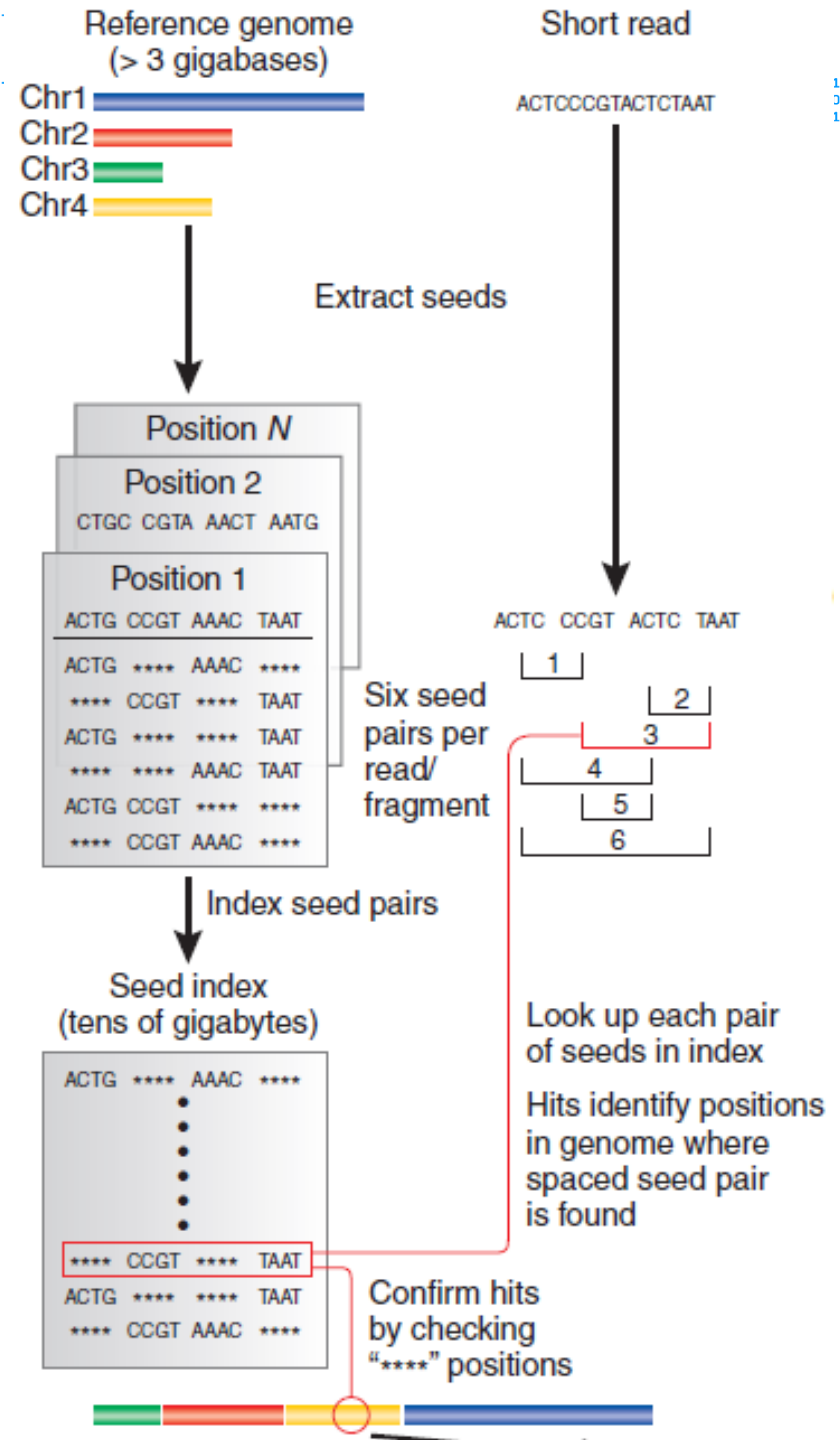 Reference genome
(> 3 gigabases)
Short read
Chr1
Chr2
Chr3
Chr4
ACTCCCGTACTCTAAT
Extract seeds
Position N
Position 2
CTGC CGTA AACT AATG
Position 1
ACTG CCGT AAAC TAAT
ACTG **** AAAC ****
**** CCGT **** TAAT
ACTG **** **** TAAT
**** **** AAAC TAAT
ACTG CCGT **** ****
**** CCGT AAAC ****
ACTC CCGT ACTC TAAT
1
2
3
4
5
6
Six seed
pairs per
read/
fragment
Index seed pairs
Seed index
(tens of gigabytes)
ACTG **** AAAC ****
**** CCGT **** TAAT
ACTG **** **** TAAT
**** CCGT AAAC ****
Look up each pair
of seeds in index
Hits identify positions
in genome where
spaced seed pair
is found
Confirm hits
by checking
“****” positions